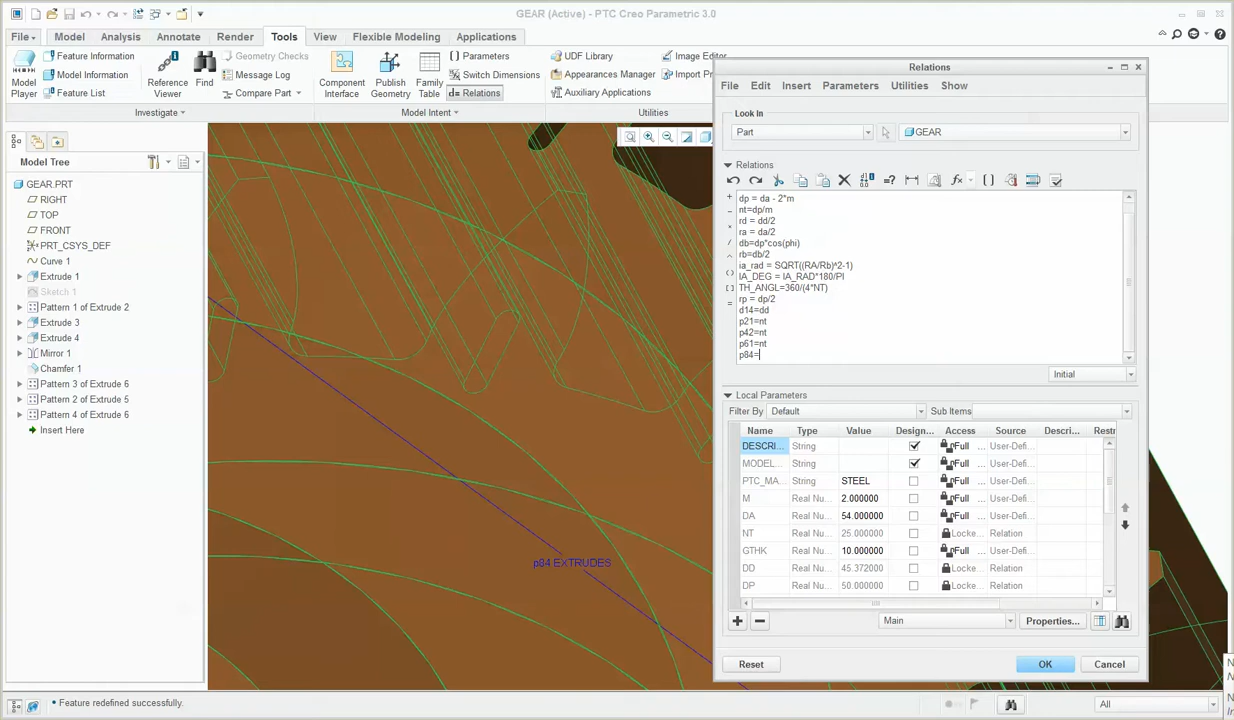 GEAR (Active) - PTC Creo Parametric 3.0
File Model Analysis Annotate Render Tools View Flexible Modeling Applications
Model Player
Feature Information
Model Information
Feature List
Reference Viewer
Find
Geometry Checks
Message Log
Compare Part
Investigate
Component Interface
Publish Geometry
Family Table
Parameters
Switch Dimensions
d= Relations
Model Intent
UDF Library
Appearances Manager
Auxiliary Applications
Image Editor
Import
Utilities
Model Tree
GEAR.PRT
RIGHT
TOP
FRONT
PRT_CSYS_DEF
Curve 1
Extrude 1
Sketch 1
Pattern 1 of Extrude 2
Extrude 3
Extrude 4
Mirror 1
Chamfer 1
Pattern 3 of Extrude 6
Pattern 2 of Extrude 5
Pattern 4 of Extrude 6
Insert Here
p84 EXTRUDES
Relations
File Edit Insert Parameters Utilities Show
Look In
Part GEAR
Relations
dp = da - 2*m
nt=dp/m
rd = dd/2
ra = da/2
db=dp*cos(phi)
rb=db/2
ia_rad = SQRT((RA/Rb)^2-1)
IA_DEG = IA_RAD*180/PI
TH_ANGL=360/(4*NT)
rp = dp/2
d14=dd
p21=nt
p42=nt
p61=nt
p84=
Initial
Local Parameters
Filter By Default Sub Items
Name Type Value Design... Access Source Descri... Restr
DESCRI... String Full ... User-Defi...
MODEL... String Full ... User-Defi...
PTC_MA... String STEEL Full ... User-Defi...
M Real Nu... 2.000000 Full ... User-Defi...
DA Real Nu... 54.000000 Full ... User-Defi...
NT Real Nu... 25.000000 Locke... Relation
GTHK Real Nu... 10.000000 Full ... User-Defi...
DD Real Nu... 45.372000 Locke... Relation
DP Real Nu... 50.000000 Locke... Relation
Main Properties...
Reset OK Cancel
• Feature redefined successfully.
All